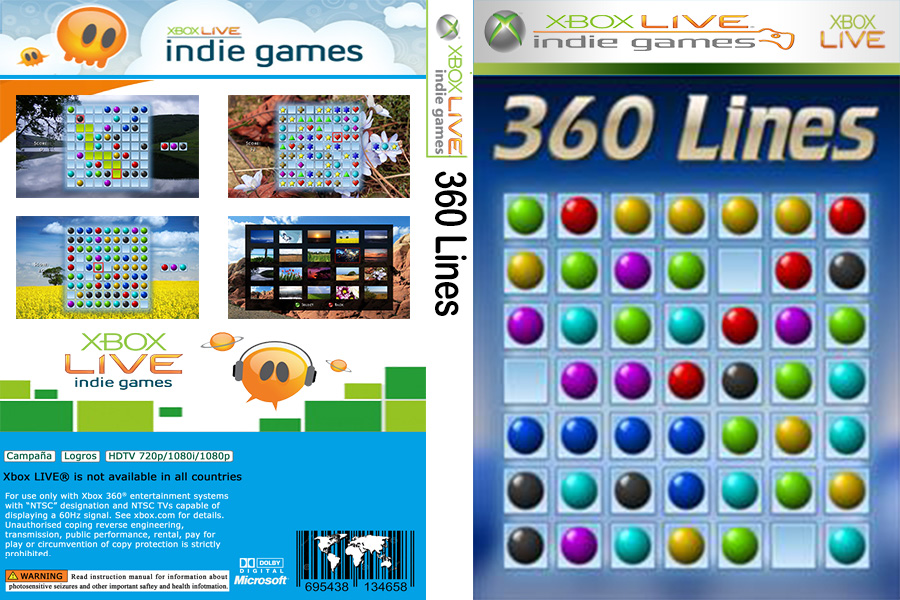 XBOX LIVE
indie games
Score
Score
Select
Back
XBOX
LIVE
indie games
Campaña
Logros
HDTV 720p/1080i/1080p
Xbox LIVE® is not available in all countries
For use only with Xbox 360® entertainment systems
with “NTSC” designation and NTSC TVs capable of
displaying a 60Hz signal. See xbox.com for details.
Unauthorised coping reverse engineering,
transmission, public performance, rental, pay for
play or circumvention of copy protection is strictly
prohibited.
WARNING Read instruction manual for information about
photosensitive seizures and other important saftey and health infotmation.
DOLBY
DIGITAL
Microsoft
695438 134658
XBOX LIVE
indie games
360 Lines
XBOX LIVE
indie games
XBOX
LIVE
360 Lines